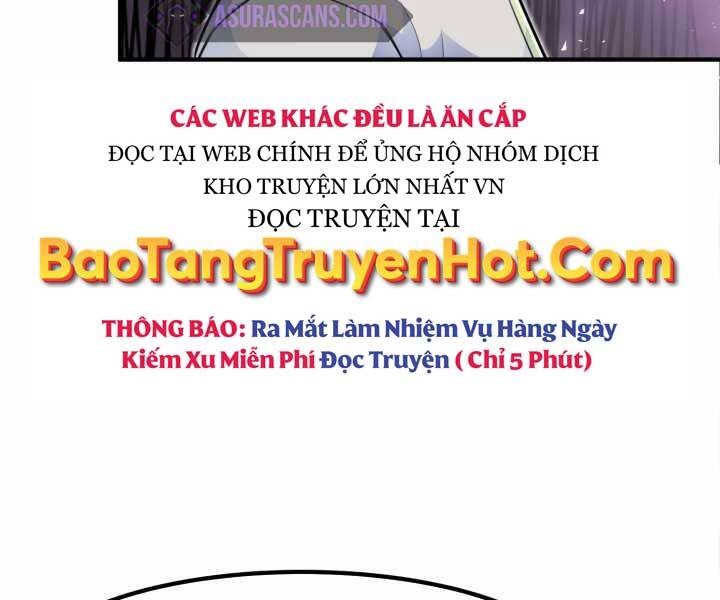 ASURASCANS.COM
CÁC WEB KHÁC ĐỀU LÀ ĂN CẮP
ĐỌC TẠI WEB CHÍNH ĐỂ ỦNG HỘ NHÓM DỊCH
KHO TRUYỆN LỚN NHẤT VN
ĐỌC TRUYỆN TẠI
BaoTangTruyenHot.Com
THÔNG BÁO: Ra Mắt Làm Nhiệm Vụ Hàng Ngày
Kiếm Xu Miễn Phí Đọc Truyện ( Chỉ 5 Phút)